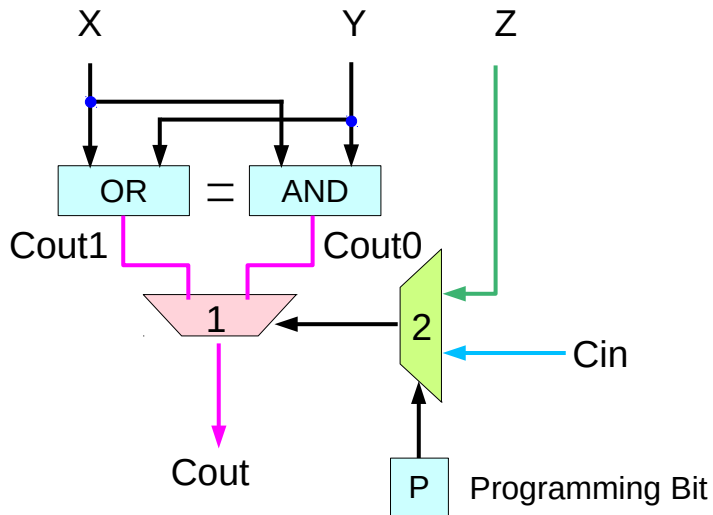 X Y Z
OR = AND
Cout1 Cout0
1 2
Cin
Cout
P Programming Bit